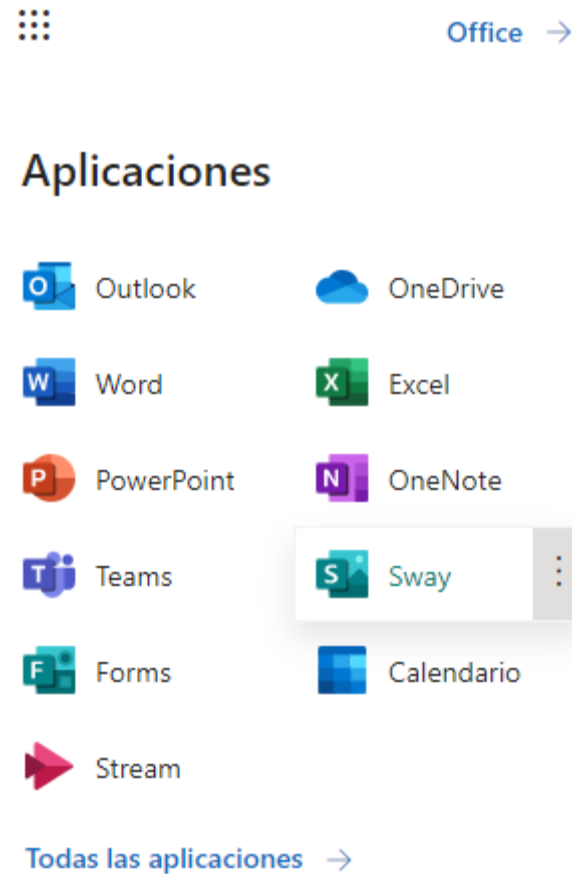 Office →
Aplicaciones
O Outlook
OneDrive
W Word
X Excel
P PowerPoint
N OneNote
T Teams
S Sway
F Forms
Calendario
Stream
Todas las aplicaciones →